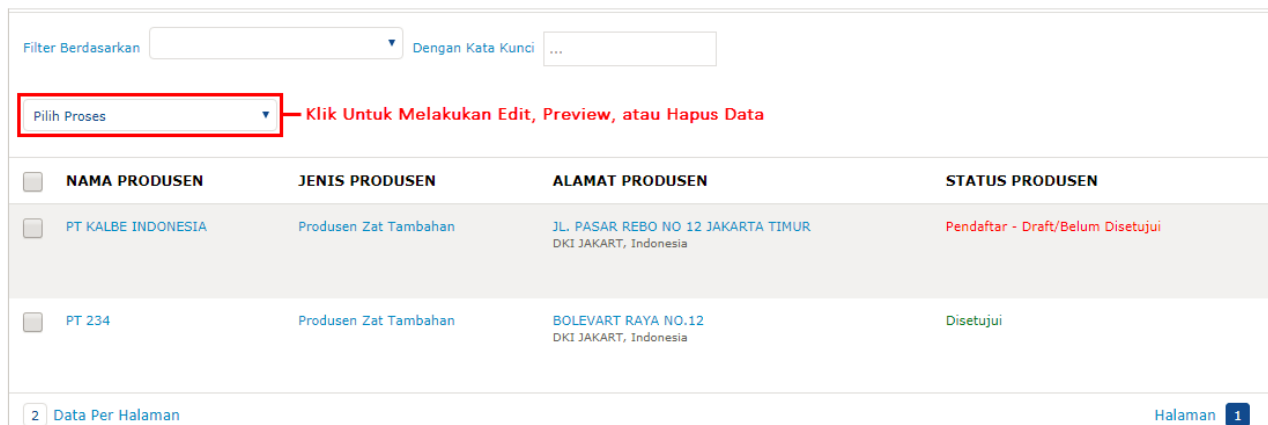 Filter Berdasarkan Dengan Kata Kunci ...
Pilih Proses Klik Untuk Melakukan Edit, Preview, atau Hapus Data
NAMA PRODUSEN JENIS PRODUSEN ALAMAT PRODUSEN STATUS PRODUSEN
PT KALBE INDONESIA Produsen Zat Tambahan JL. PASAR REBO NO 12 JAKARTA TIMUR Pendaftar - Draft/Belum Disetujui
DKI JAKART, Indonesia
PT 234 Produsen Zat Tambahan BOLEVART RAYA NO.12 Disetujui
DKI JAKART, Indonesia
2 Data Per Halaman Halaman 1